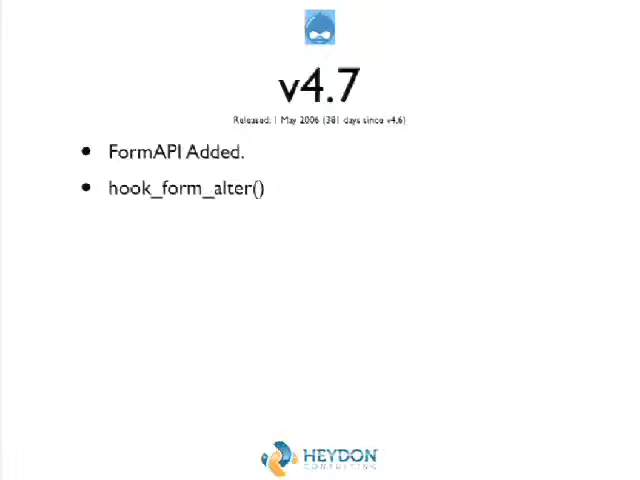 v4.7
Released: 1 May 2006 (381 days since v4.6)
• FormAPI Added.
• hook_form_alter()
HEYDON
CONSULTING